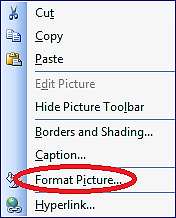 Cut
Copy
Paste
Edit Picture
Hide Picture Toolbar
Borders and Shading...
Caption...
Format Picture...
Hyperlink...